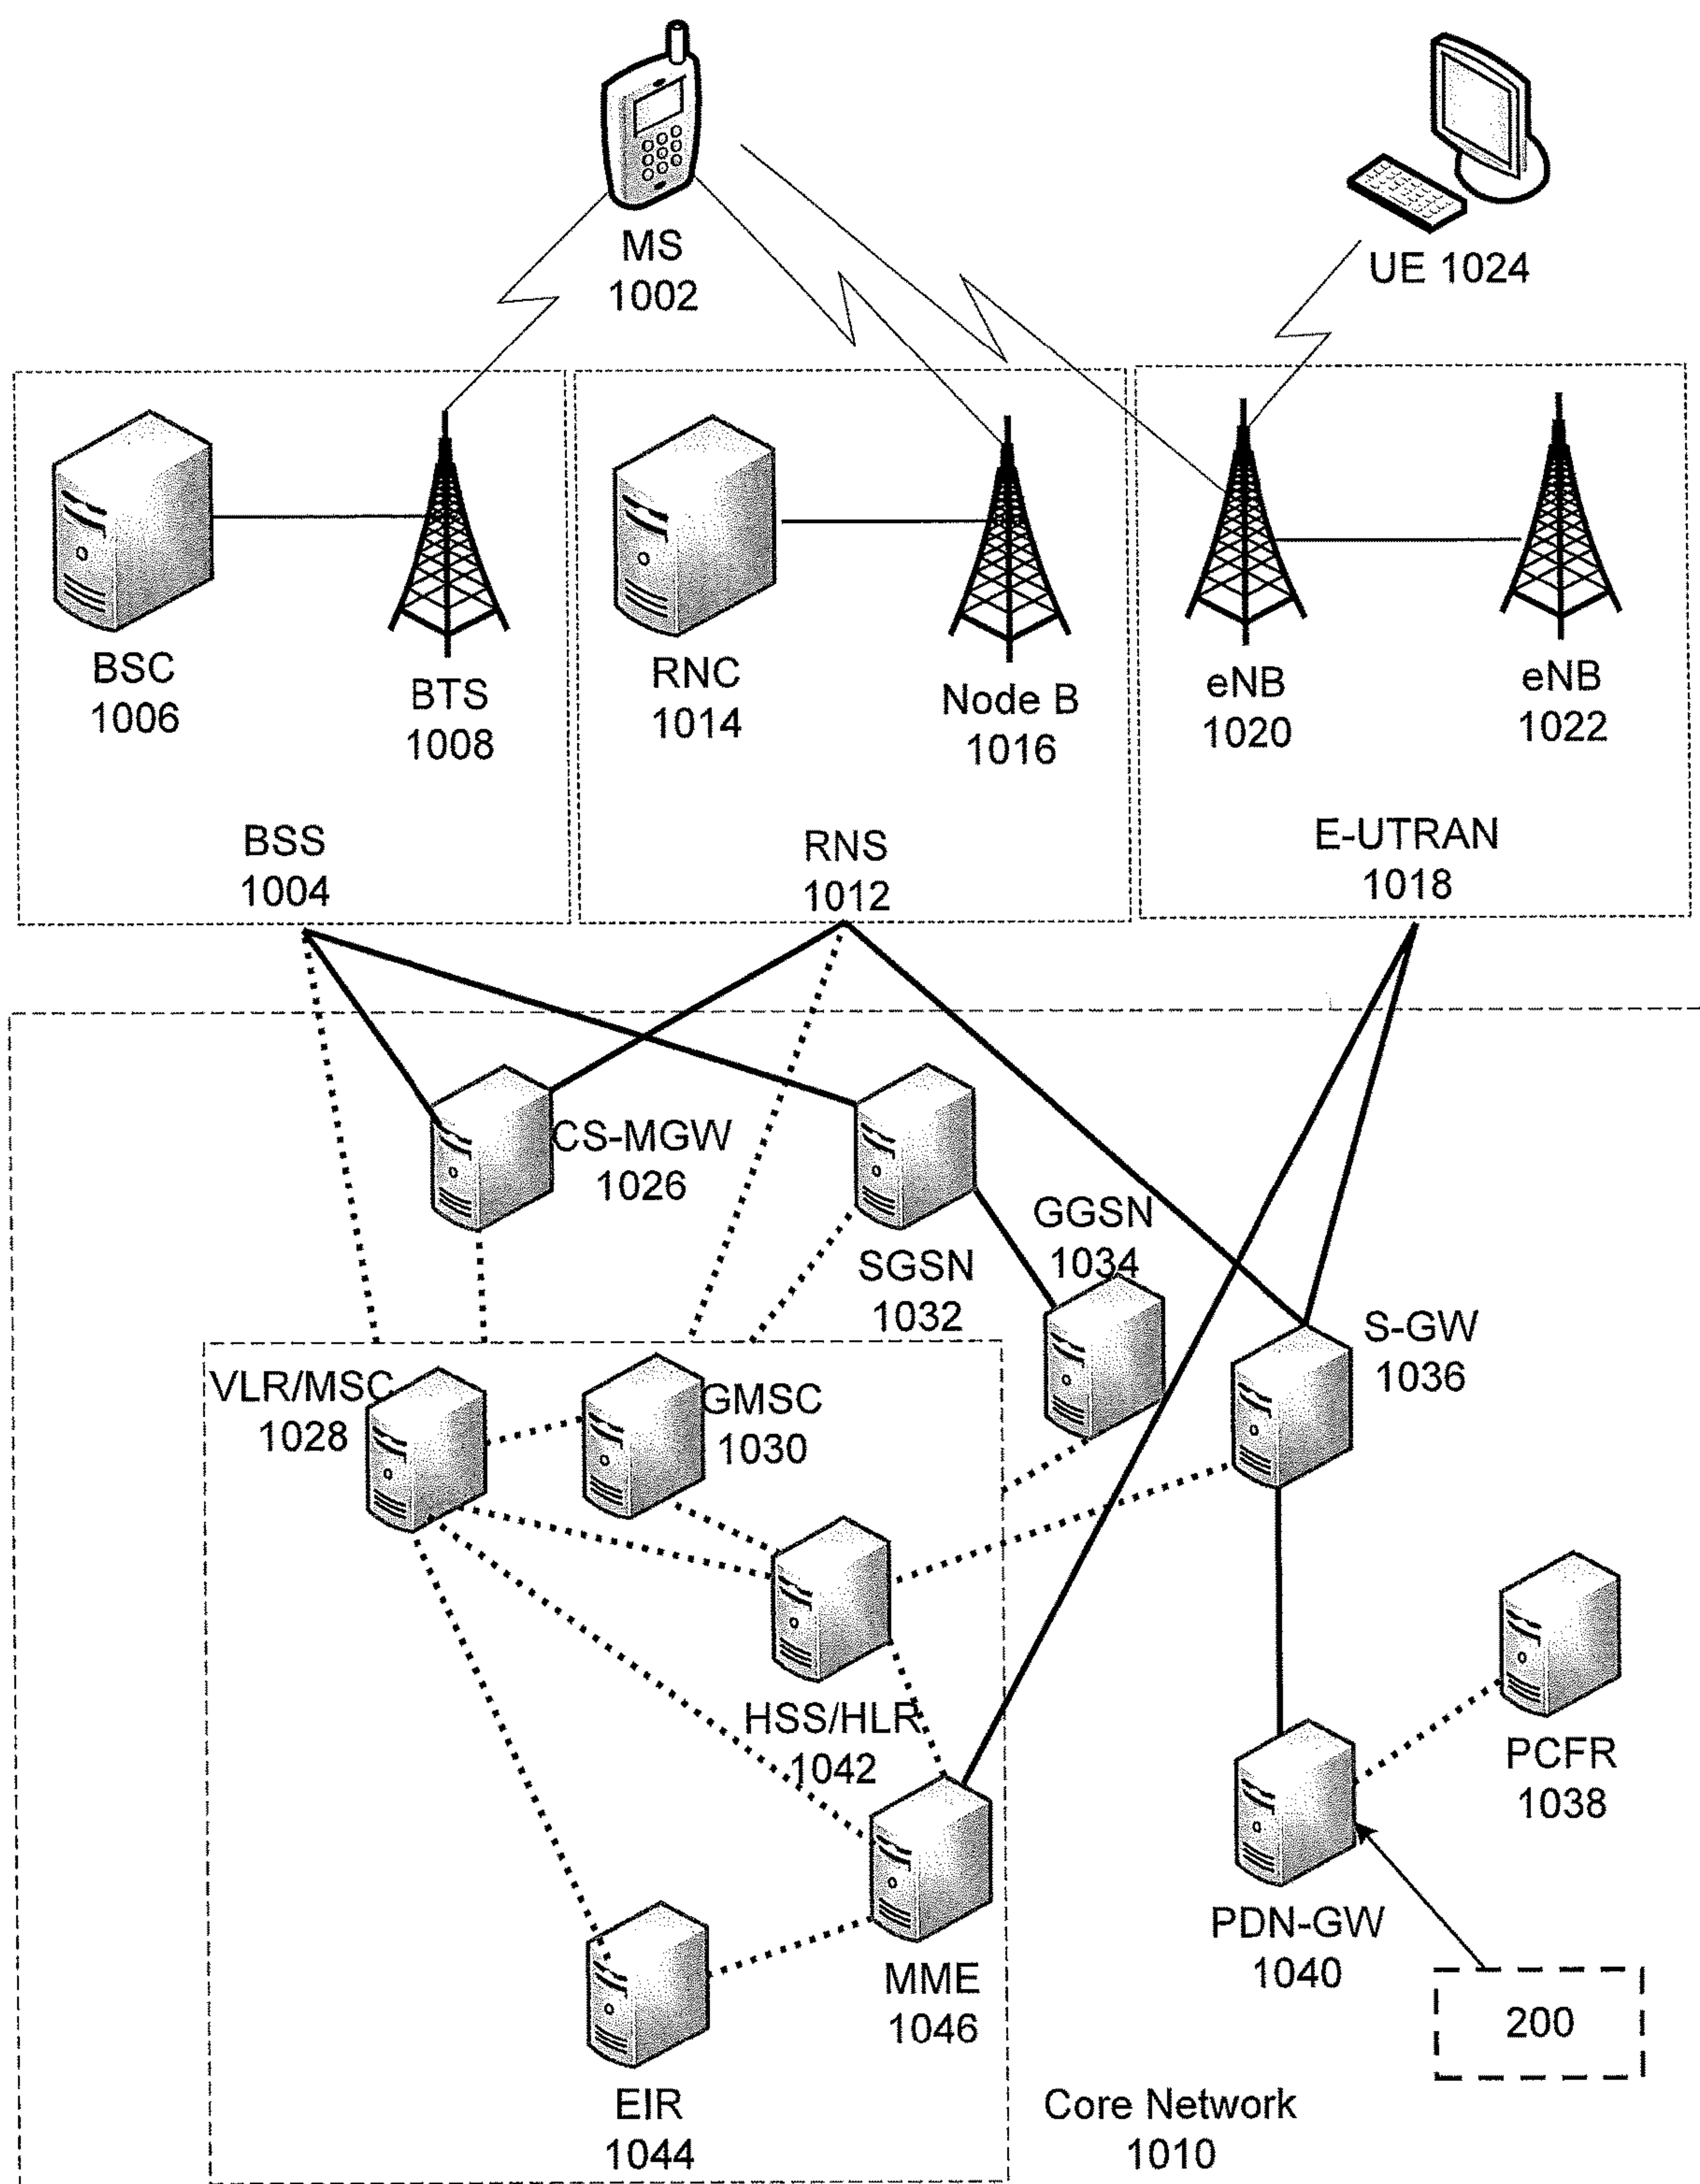 MS
1002
UE 1024
BSC
1006
BTS
1008
RNC
1014
Node B
1016
eNB
1020
eNB
1022
BSS
1004
RNS
1012
E-UTRAN
1018
CS-MGW
1026
SGSN
1032
GGSN
1034
S-GW
1036
VLR/MSC
1028
GMSC
1030
HSS/HLR
1042
PCFR
1038
PDN-GW
1040
MME
1046
200
EIR
1044
Core Network
1010